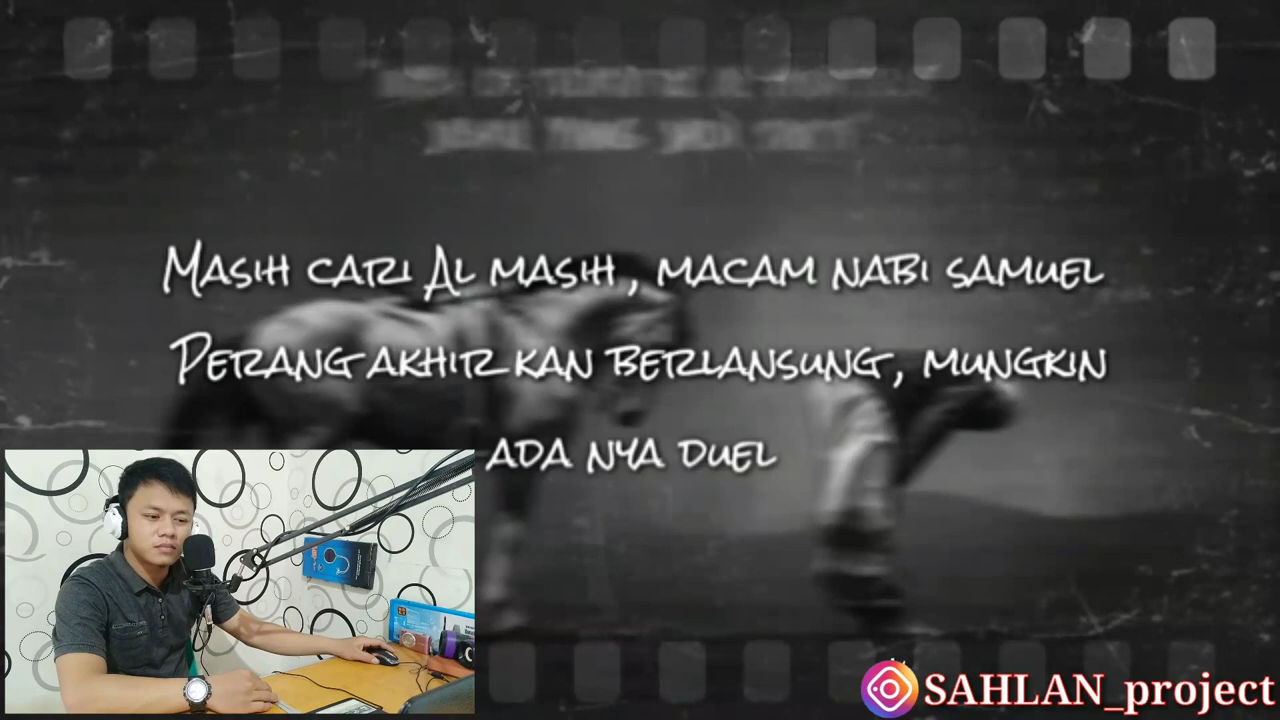 Masih cari Al masih, macam nabi samuel
Perang akhir kan berlansung, mungkin
ada nya duel
SAHLAN_project